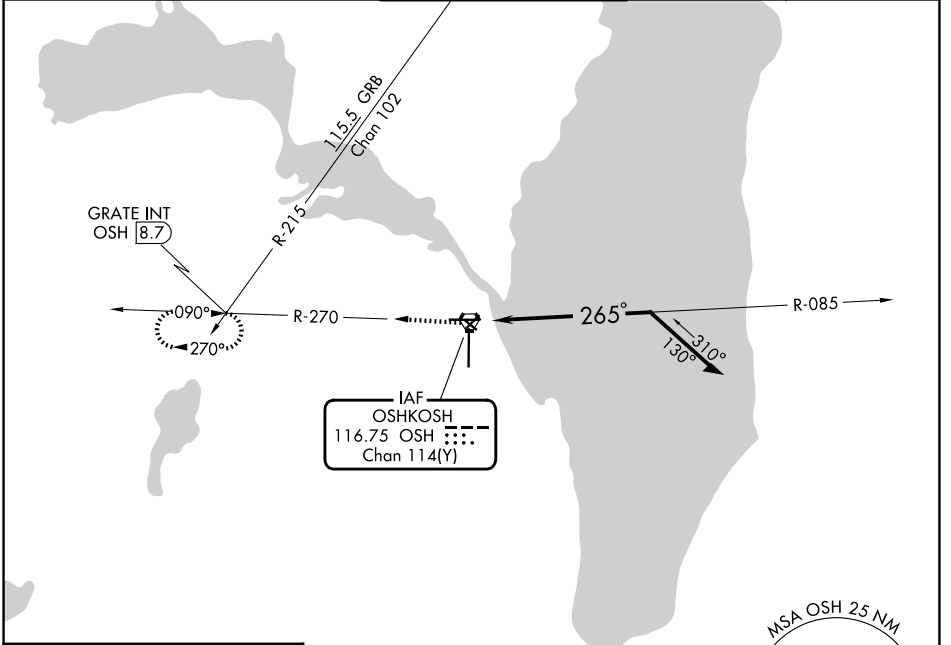 115.5 GRB
Chan 102
R-215
GRATE INT
OSH 8.7
090°
270°
R-270
265°
R-085
310°
130°
IAF
OSHKOSH
116.75 OSH
Chan 114(Y)
MSA OSH 25 NM